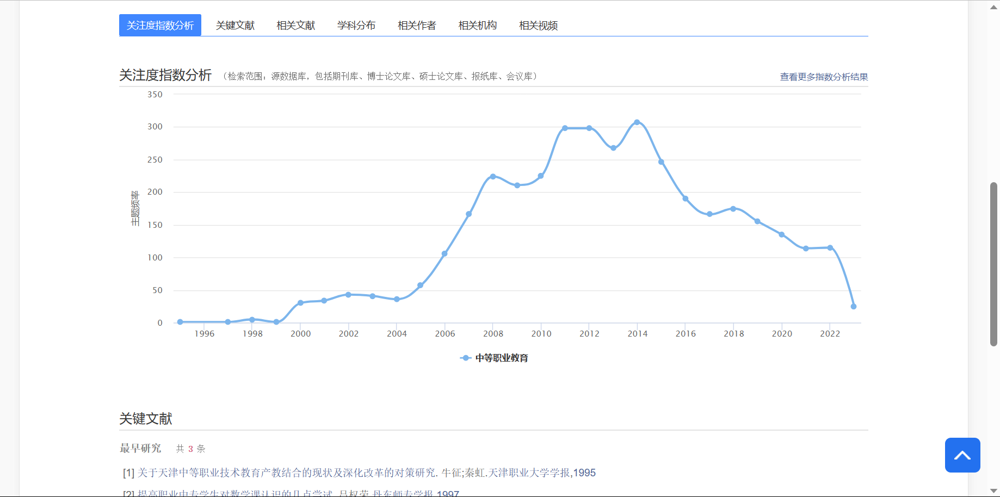 关注度指数分析 关键文献 相关文献 学科分布 相关作者 相关机构 相关视频
关注度指数分析 （检索范围：源数据库，包括期刊库、博士论文库、硕士论文库、报纸库、会议库） 查看更多指数分析结果
350
300
250
200
150
100
50
0
主题频率
1996 1998 2000 2002 2004 2006 2008 2010 2012 2014 2016 2018 2020 2022
中等职业教育
关键文献
最早研究 共 3 条
[1] 关于天津中等职业技术教育产教结合的现状及深化改革的对策研究. 牛征;秦虹.天津职业大学学报,1995
[2] 提高职业中专学生对数学课认识的几点尝试. 吕权荣.丹东师专学报,1997